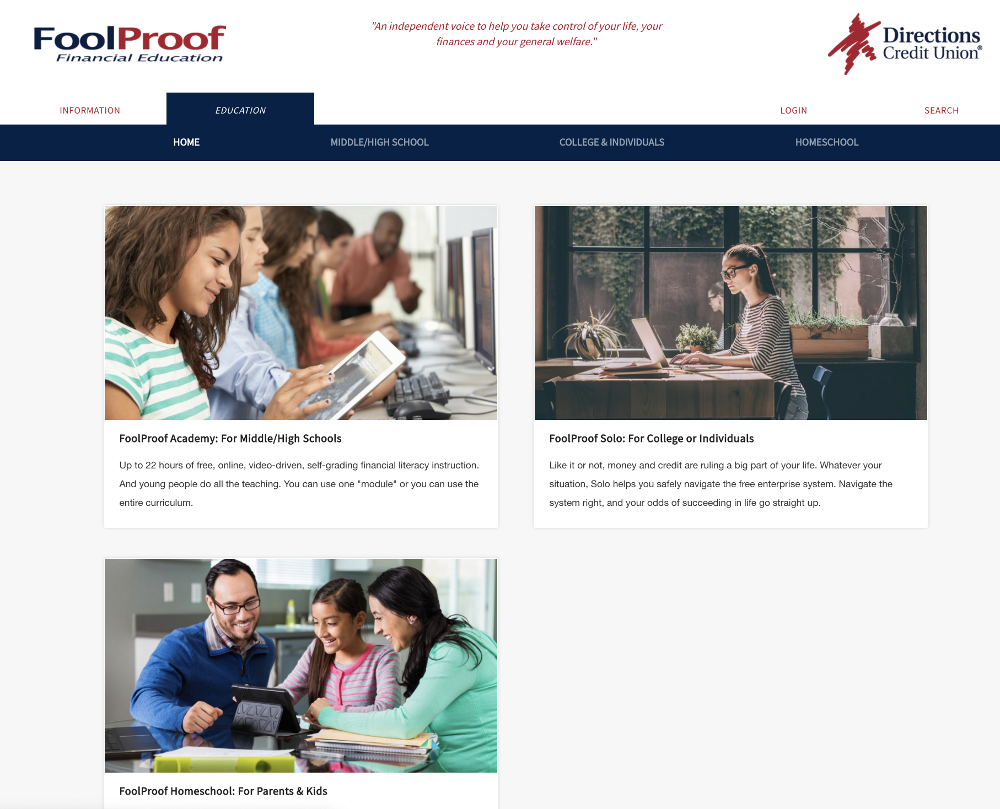 FoolProof
Financial Education
"An independent voice to help you take control of your life, your
finances and your general welfare."
Directions
Credit Union®
INFORMATION
EDUCATION
LOGIN
SEARCH
HOME
MIDDLE/HIGH SCHOOL
COLLEGE & INDIVIDUALS
HOMESCHOOL
FoolProof Academy: For Middle/High Schools
Up to 22 hours of free, online, video-driven, self-grading financial literacy instruction.
And young people do all the teaching. You can use one "module" or you can use the
entire curriculum.
FoolProof Solo: For College or Individuals
Like it or not, money and credit are ruling a big part of your life. Whatever your
situation, Solo helps you safely navigate the free enterprise system. Navigate the
system right, and your odds of succeeding in life go straight up.
FoolProof Homeschool: For Parents & Kids